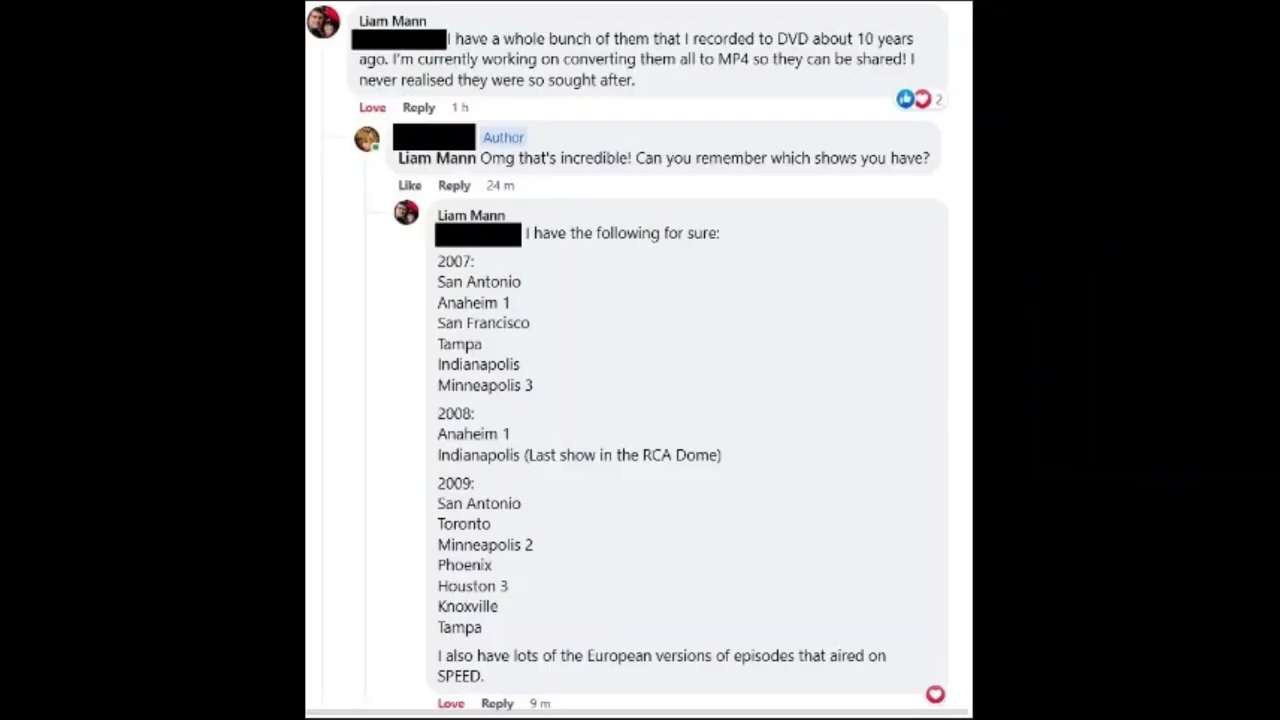 Liam Mann
I have a whole bunch of them that I recorded to DVD about 10 years
ago. I'm currently working on converting them all to MP4 so they can be shared! I
never realised they were so sought after.
2
Love Reply 1 h
Author
Liam Mann Omg that's incredible! Can you remember which shows you have?
Like Reply 24 m
Liam Mann
I have the following for sure:
2007:
San Antonio
Anaheim 1
San Francisco
Tampa
Indianapolis
Minneapolis 3
2008:
Anaheim 1
Indianapolis (Last show in the RCA Dome)
2009:
San Antonio
Toronto
Minneapolis 2
Phoenix
Houston 3
Knoxville
Tampa
I also have lots of the European versions of episodes that aired on
SPEED.
Love Reply 9 m